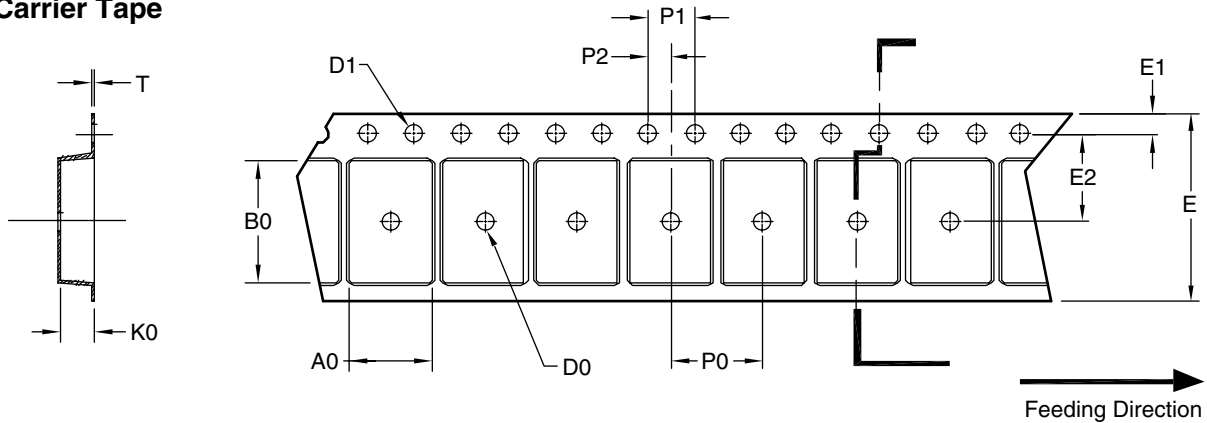 Carrier Tape
P1
P2
D1
T
E1
E2
E
B0
K0
A0
D0
P0
Feeding Direction